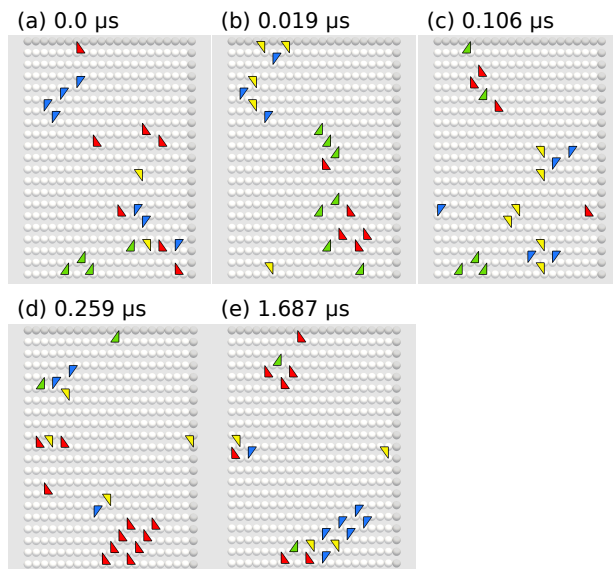 (a) 0.0 µs
(b) 0.019 µs
(c) 0.106 µs
(d) 0.259 µs
(e) 1.687 µs